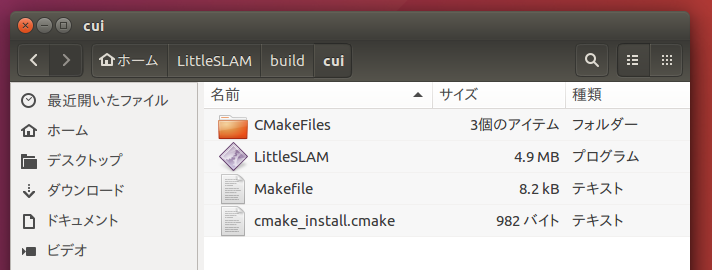 cui
ホーム LittleSLAM build cui
最近開いたファイル
ホーム
デスクトップ
ダウンロード
ドキュメント
ビデオ
名前 サイズ 種類
CMakeFiles 3個のアイテム フォルダー
LittleSLAM 4.9 MB プログラム
Makefile 8.2 kB テキスト
cmake_install.cmake 982 バイト テキスト